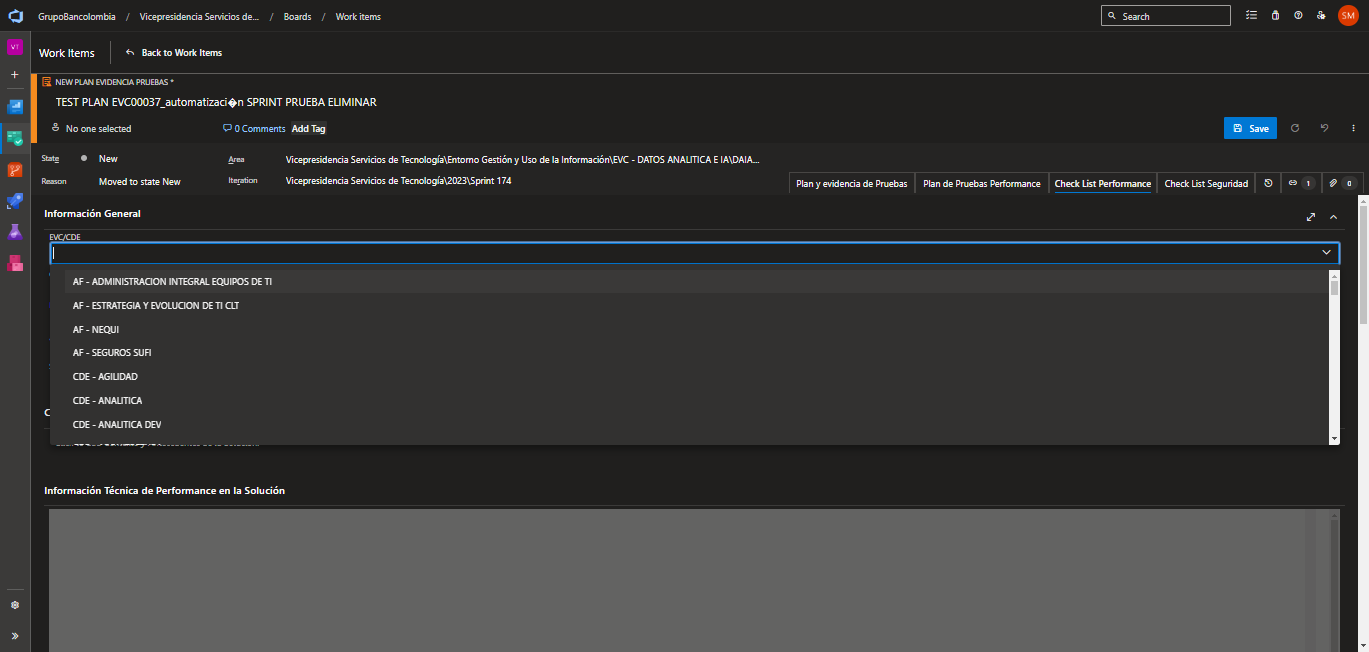 GrupoBancolombia / Vicepresidencia Servicios de... / Boards / Work items
Search
SM
VT
Work Items
Back to Work Items
NEW PLAN EVIDENCIA PRUEBAS *
TEST PLAN EVC00037_automatizaci�n SPRINT PRUEBA ELIMINAR
No one selected
0 Comments
Add Tag
Save
State
New
Area
Vicepresidencia Servicios de Tecnología\Entorno Gestión y Uso de la Información\EVC - DATOS ANALITICA E IA\DAIA...
Reason
Moved to state New
Iteration
Vicepresidencia Servicios de Tecnología\2023\Sprint 174
Plan y evidencia de Pruebas
Plan de Pruebas Performance
Check List Performance
Check List Seguridad
1
0
Información General
EVC/CDE
AF - ADMINISTRACION INTEGRAL EQUIPOS DE TI
AF - ESTRATEGIA Y EVOLUCION DE TI CLT
AF - NEQUI
AF - SEGUROS SUFI
CDE - AGILIDAD
CDE - ANALITICA
CDE - ANALITICA DEV
Información Técnica de Performance en la Solución